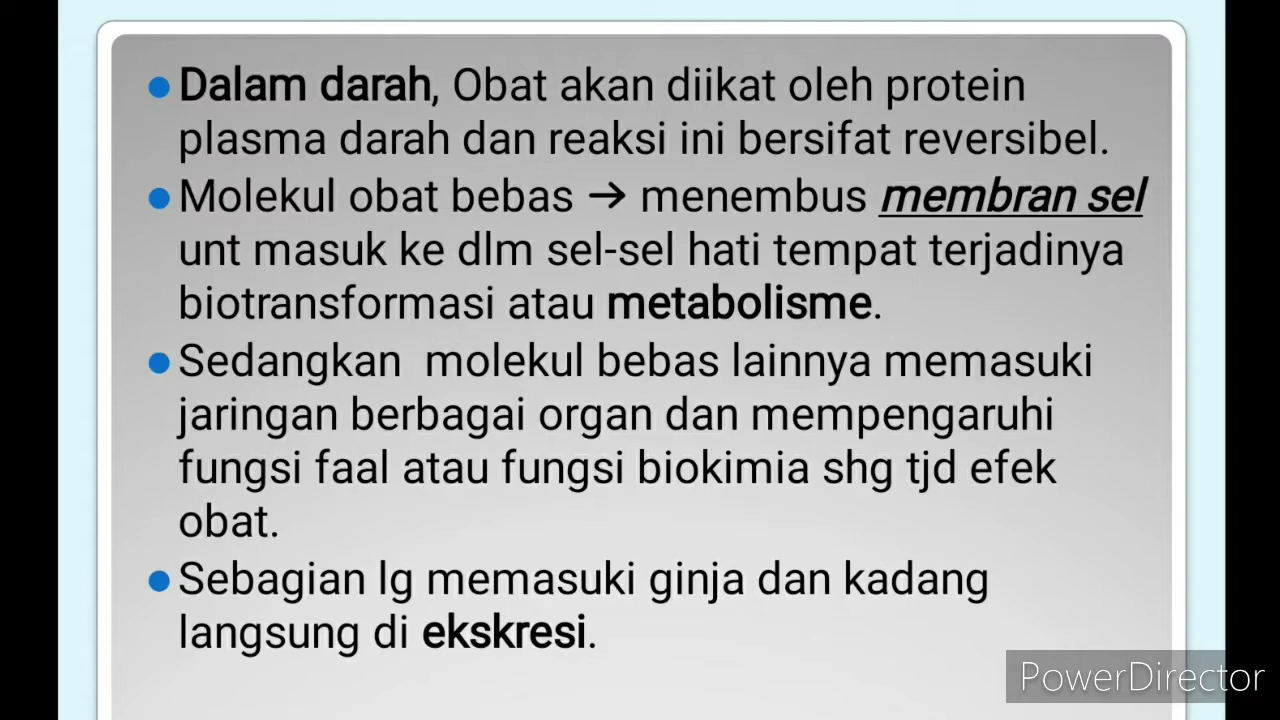 ● Dalam darah, Obat akan diikat oleh protein
plasma darah dan reaksi ini bersifat reversibel.
● Molekul obat bebas → menembus membran sel
unt masuk ke dlm sel-sel hati tempat terjadinya
biotransformasi atau metabolisme.
● Sedangkan molekul bebas lainnya memasuki
jaringan berbagai organ dan mempengaruhi
fungsi faal atau fungsi biokimia shg tjd efek
obat.
● Sebagian lg memasuki ginja dan kadang
langsung di ekskresi.
PowerDirector